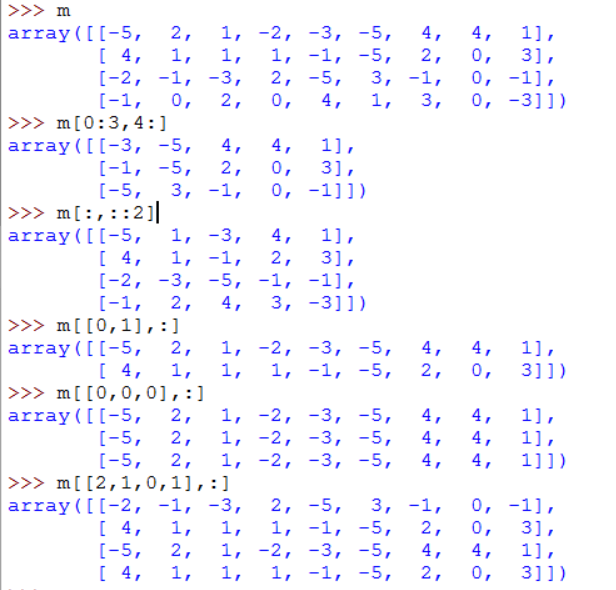 >>> m
array([[-5,  2,  1, -2, -3, -5,  4,  4,  1],
       [ 4,  1,  1,  1, -1, -5,  2,  0,  3],
       [-2, -1, -3,  2, -5,  3, -1,  0, -1],
       [-1,  0,  2,  0,  4,  1,  3,  0, -3]])
>>> m[0:3,4:]
array([[-3, -5,  4,  4,  1],
       [-1, -5,  2,  0,  3],
       [-5,  3, -1,  0, -1]])
>>> m[:,::2]
array([[-5,  1, -3,  4,  1],
       [ 4,  1, -1,  2,  3],
       [-2, -3, -5, -1, -1],
       [-1,  2,  4,  3, -3]])
>>> m[[0,1],:]
array([[-5,  2,  1, -2, -3, -5,  4,  4,  1],
       [ 4,  1,  1,  1, -1, -5,  2,  0,  3]])
>>> m[[0,0,0],:]
array([[-5,  2,  1, -2, -3, -5,  4,  4,  1],
       [-5,  2,  1, -2, -3, -5,  4,  4,  1],
       [-5,  2,  1, -2, -3, -5,  4,  4,  1]])
>>> m[[2,1,0,1],:]
array([[-2, -1, -3,  2, -5,  3, -1,  0, -1],
       [ 4,  1,  1,  1, -1, -5,  2,  0,  3],
       [-5,  2,  1, -2, -3, -5,  4,  4,  1],
       [ 4,  1,  1,  1, -1, -5,  2,  0,  3]])